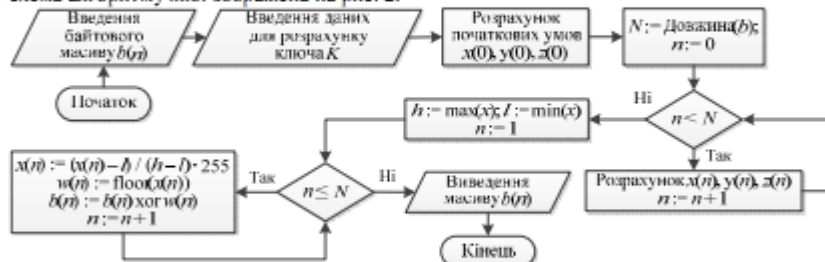 Введення
байтового
масиву b(n)
Введення даних
для розрахунку
ключа K
Розрахунок
початкових умов
x(0), y(0), z(0)
N:= Довжина(b);
n:= 0
Початок
h:= max(x); l:= min(x)
n:= 1
Ні
n< N
Так
x(n) := (x(n)−l) / (h−l)· 255
w(n) := floor(x(n))
b(n) := b(n) xor w(n)
n:= n+1
Так
n≤ N
Ні
Виведення
масиву b(n)
Розрахунок x(n), y(n), z(n)
n:= n+1
Кінець